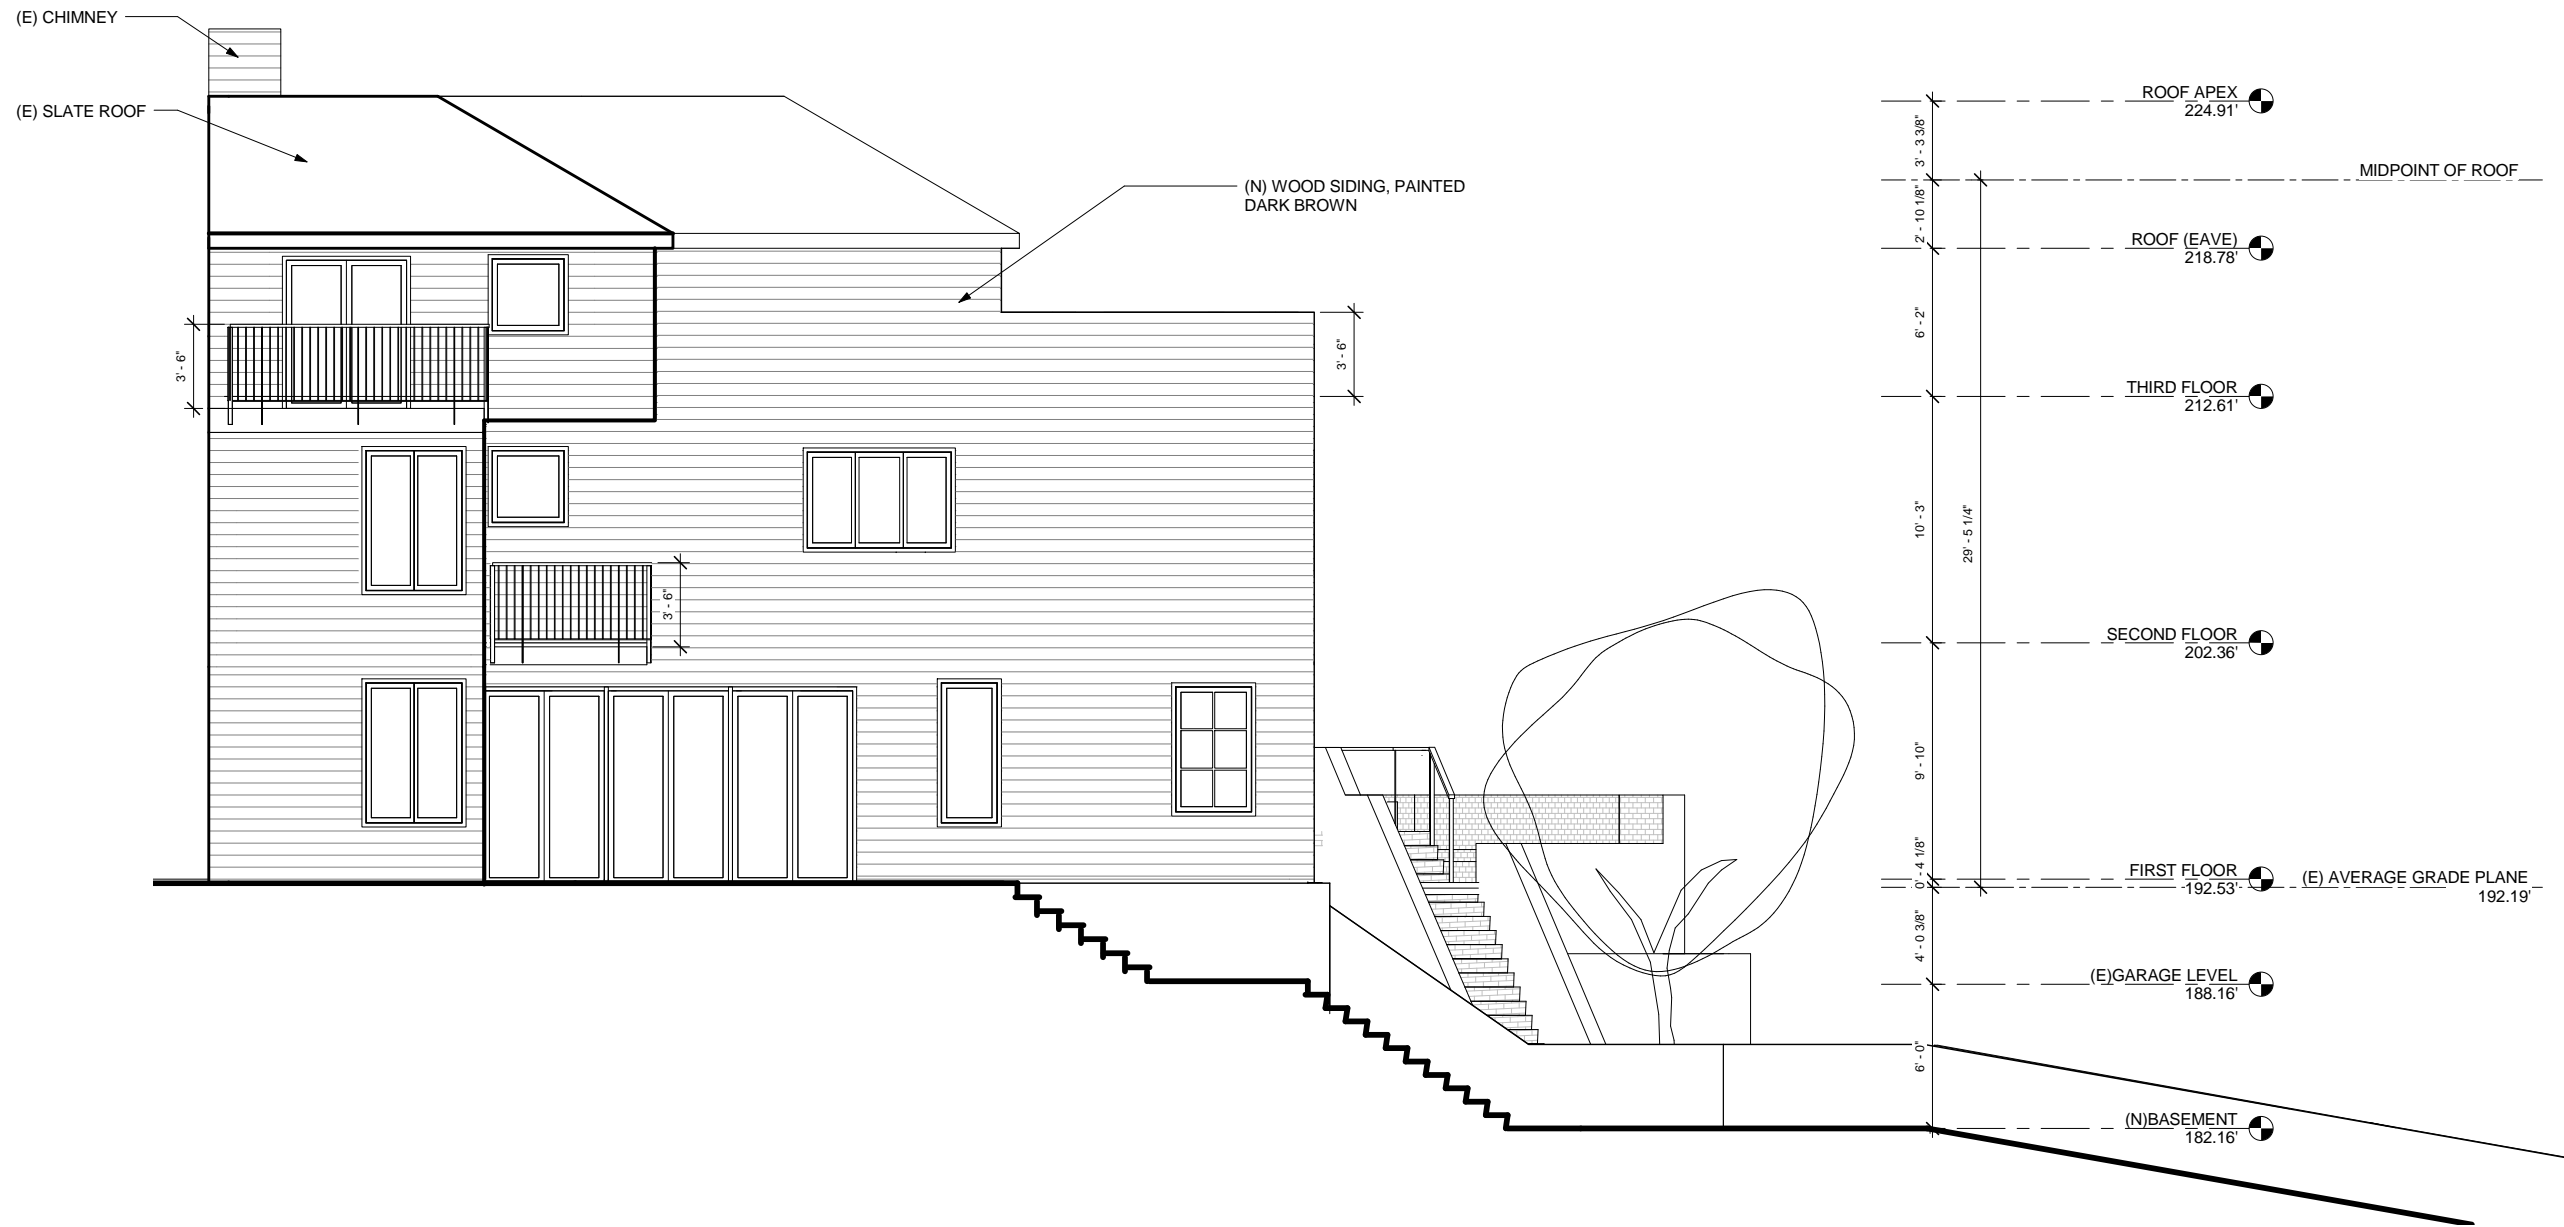 (E) CHIMNEY
(E) SLATE ROOF
(N) WOOD SIDING, PAINTED
DARK BROWN
3' - 6"
3' - 6"
3' - 6"
3' - 3 3/8"
2' - 10 1/8"
6' - 2"
10' - 3"
9' - 10"
0' - 4 1/8"
4' - 0 3/8"
6' - 0"
29' - 5 1/4"
ROOF APEX
224.91'
MIDPOINT OF ROOF
ROOF (EAVE)
218.78'
THIRD FLOOR
212.61'
SECOND FLOOR
202.36'
FIRST FLOOR
192.53'
(E) AVERAGE GRADE PLANE
192.19'
(E)GARAGE LEVEL
188.16'
(N)BASEMENT
182.16'